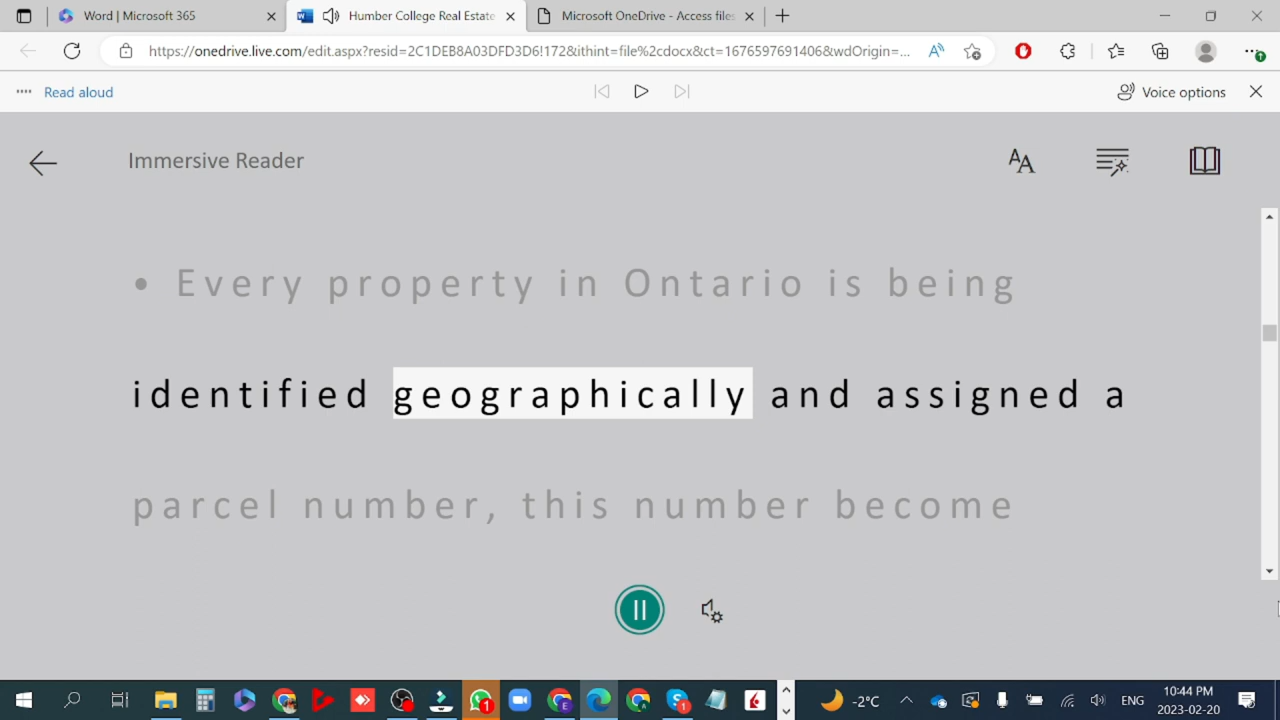 Word | Microsoft 365
Humber College Real Estate
Microsoft OneDrive - Access files
https://onedrive.live.com/edit.aspx?resid=2C1DEB8A03DFD3D6!172&ithint=file%2cdocx&ct=1676597691406&wdOrigin=...
Read aloud
Voice options
Immersive Reader
• Every property in Ontario is being
identified geographically and assigned a
parcel number, this number become
-2°C
ENG
10:44 PM
2023-02-20